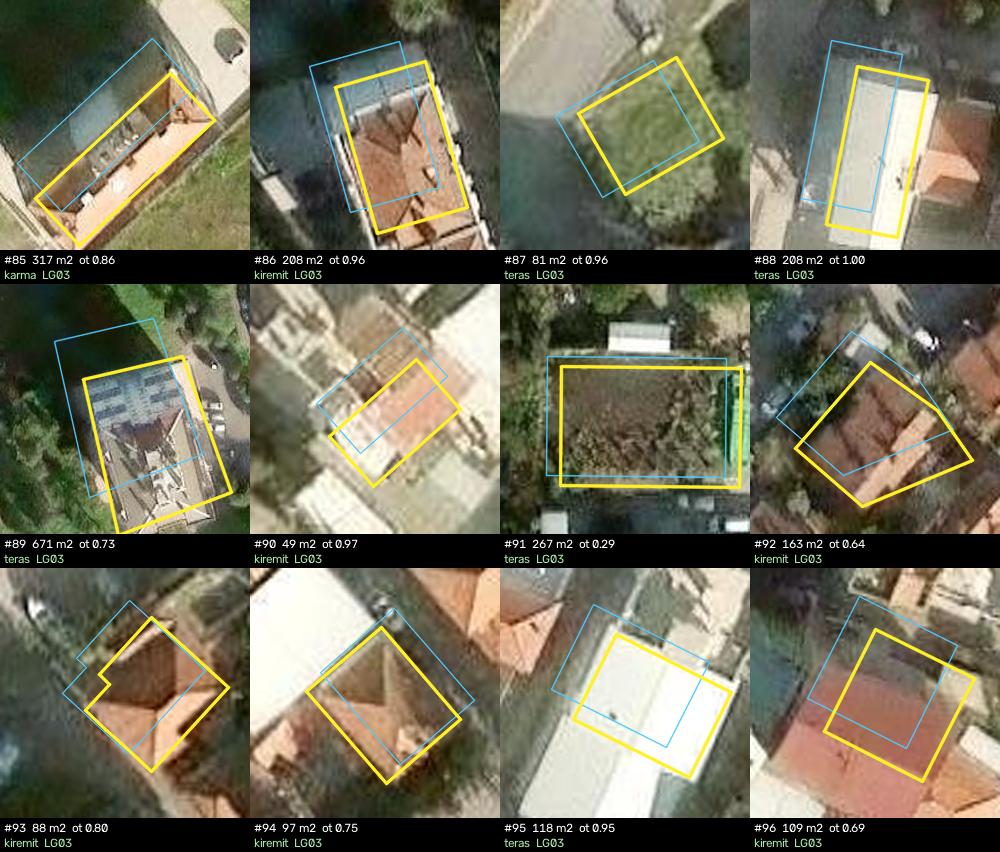 #85 317 m2 ot 0.86
karma LG03
#86 208 m2 ot 0.96
kiremit LG03
#87 81 m2 ot 0.96
teras LG03
#88 208 m2 ot 1.00
teras LG03
#89 671 m2 ot 0.73
teras LG03
#90 49 m2 ot 0.97
kiremit LG03
#91 267 m2 ot 0.29
teras LG03
#92 163 m2 ot 0.64
kiremit LG03
#93 88 m2 ot 0.80
kiremit LG03
#94 97 m2 ot 0.75
kiremit LG03
#95 118 m2 ot 0.95
teras LG03
#96 109 m2 ot 0.69
kiremit LG03